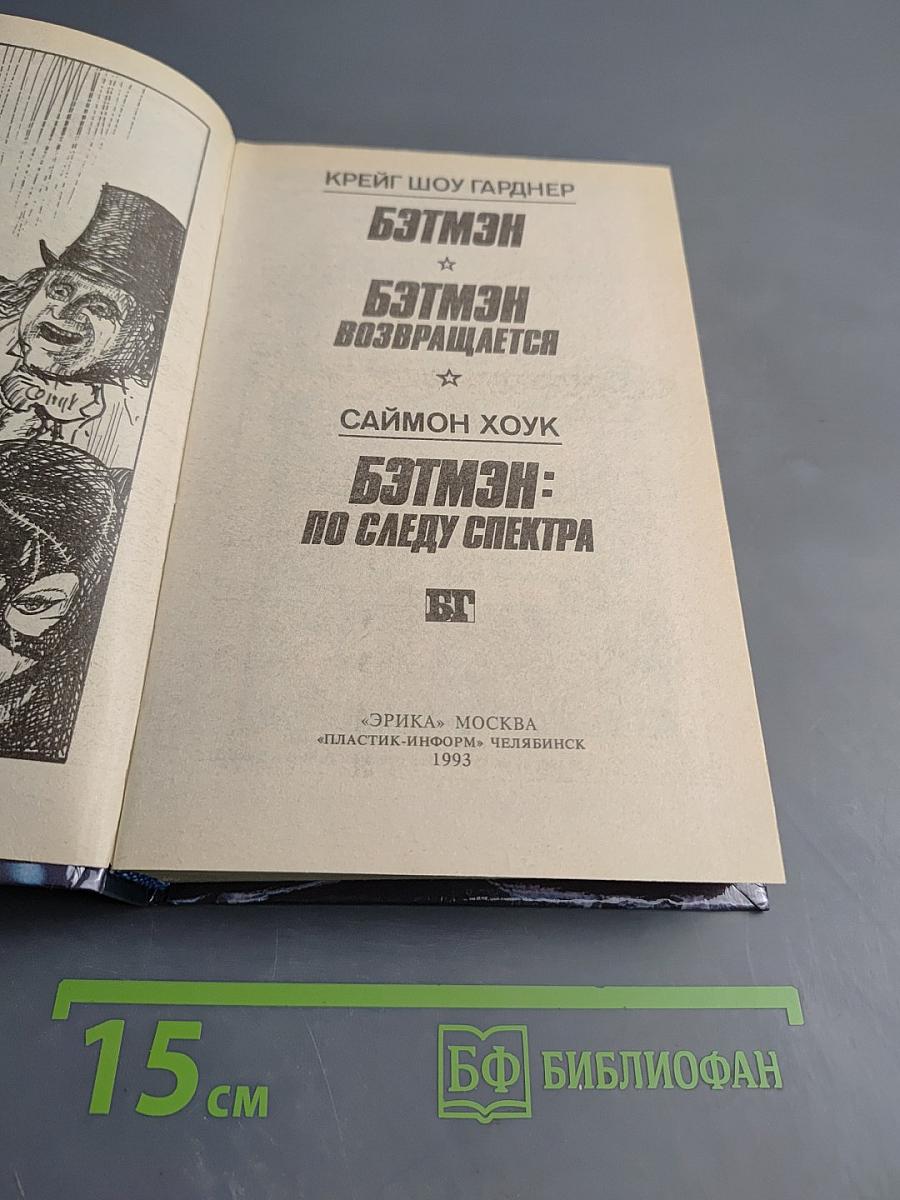 КРЕЙГ ШОУ ГАРДНЕР
БЭТМЭН
БЭТМЭН
ВОЗВРАЩАЕТСЯ
САЙМОН ХОУК
БЭТМЭН:
ПО СЛЕДУ СПЕКТРА
БГ
«ЭРИКА» МОСКВА
«ПЛАСТИК-ИНФОРМ» ЧЕЛЯБИНСК
1993
15 см
БФ БИБЛИОФАН